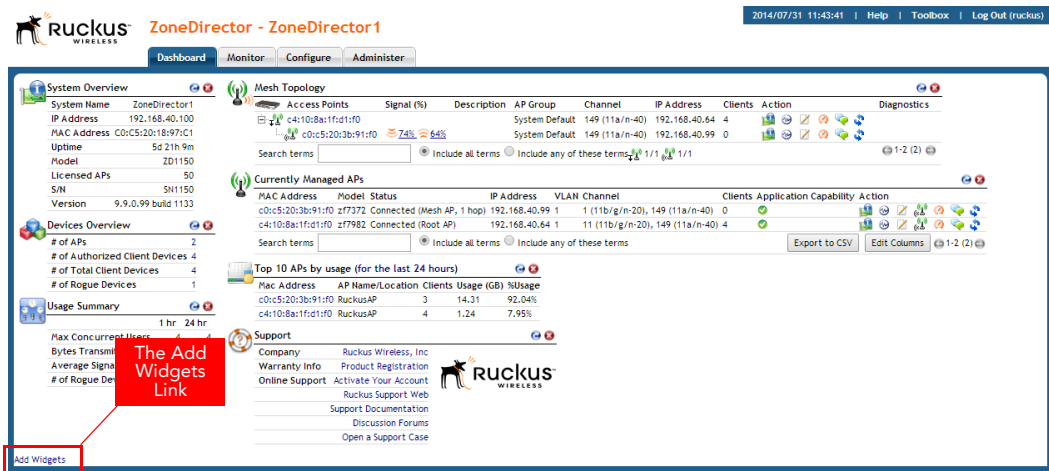 2014/07/31 11:43:41 | Help | Toolbox | Log Out (ruckus)
RUCKUS WIRELESS
ZoneDirector - ZoneDirector1
Dashboard Monitor Configure Administer
System Overview
System Name ZoneDirector1
IP Address 192.168.40.100
MAC Address C0:C5:20:18:97:C1
Uptime 5d 21h 9m
Model ZD1150
Licensed APs 50
S/N SN1150
Version 9.9.0.99 build 1133
Devices Overview
# of APs 2
# of Authorized Client Devices 4
# of Total Client Devices 4
# of Rogue Devices 1
Usage Summary
1 hr 24 hr
Max Concurrent Users 4 4
Bytes Transmi
Average Signa
# of Rogue De
The Add
Widgets
Link
Add Widgets
Mesh Topology
Access Points Signal (%) Description AP Group Channel IP Address Clients Action Diagnostics
c4:10:8a:1f:d1:f0 System Default 149 (11a/n-40) 192.168.40.64 4
c0:c5:20:3b:91:f0 74% 64% System Default 149 (11a/n-40) 192.168.40.99 0
Search terms Include all terms Include any of these terms 1/1 1/1 1-2 (2)
Currently Managed APs
MAC Address Model Status IP Address VLAN Channel Clients Application Capability Action
c0:c5:20:3b:91:f0 zf7372 Connected (Mesh AP, 1 hop) 192.168.40.99 1 1 (11b/g/n-20), 149 (11a/n-40) 0
c4:10:8a:1f:d1:f0 zf7982 Connected (Root AP) 192.168.40.64 1 11 (11b/g/n-20), 149 (11a/n-40) 4
Search terms Include all terms Include any of these terms Export to CSV Edit Columns 1-2 (2)
Top 10 APs by usage (for the last 24 hours)
Mac Address AP Name/Location Clients Usage (GB) %Usage
c0:c5:20:3b:91:f0 RuckusAP 3 14.31 92.04%
c4:10:8a:1f:d1:f0 RuckusAP 4 1.24 7.95%
Support
Company Ruckus Wireless, Inc
Warranty Info Product Registration
Online Support Activate Your Account
Ruckus Support Web
Support Documentation
Discussion Forums
Open a Support Case
RUCKUS WIRELESS